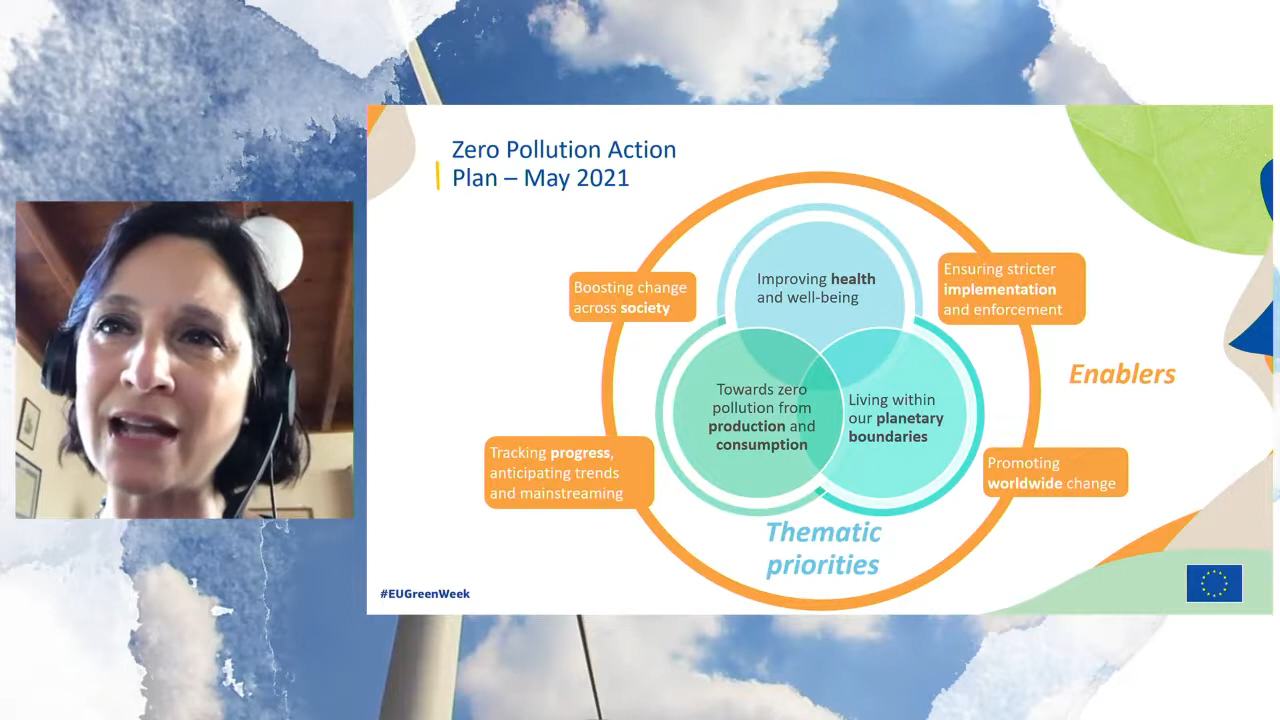 Zero Pollution Action
Plan – May 2021
Improving health
and well-being
Towards zero
pollution from
production and
consumption
Living within
our planetary
boundaries
Boosting change
across society
Ensuring stricter
implementation
and enforcement
Enablers
Tracking progress,
anticipating trends
and mainstreaming
Promoting
worldwide change
Thematic
priorities
#EUGreenWeek